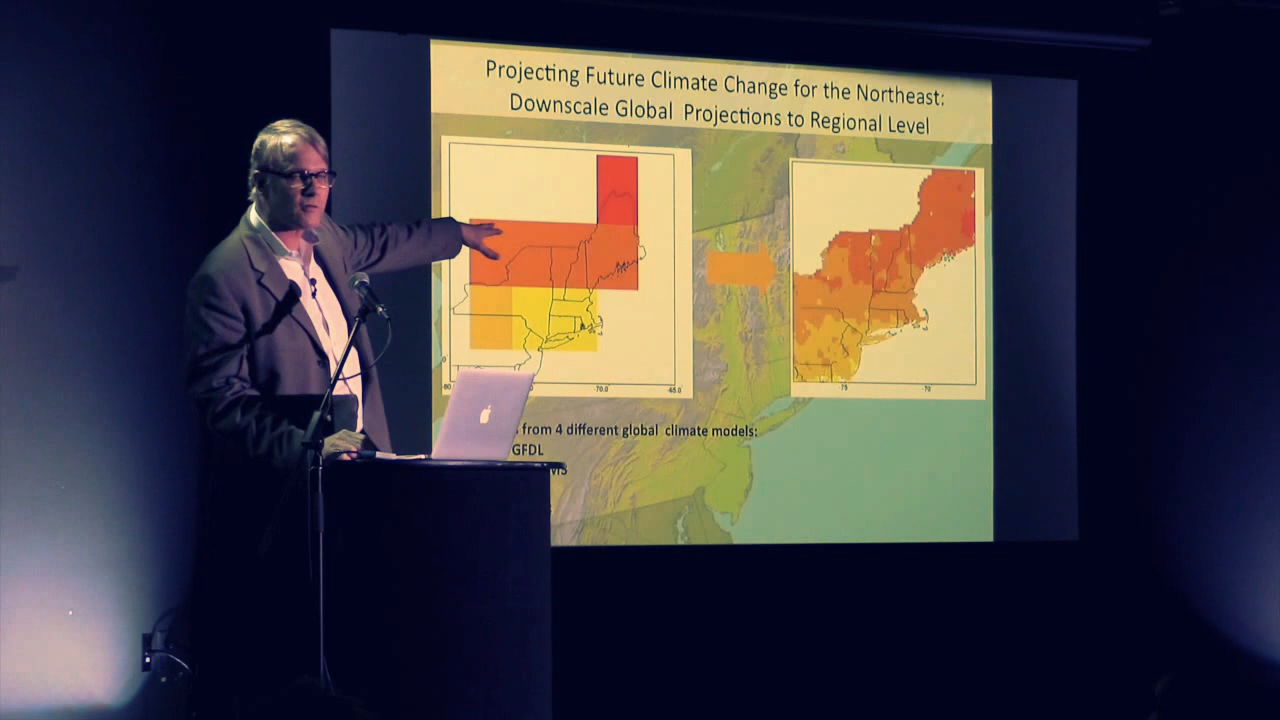 Projecting Future Climate Change for the Northeast:
Downscale Global Projections to Regional Level
-70.0
-65.0
-75
-70
from 4 different global climate models:
GFDL